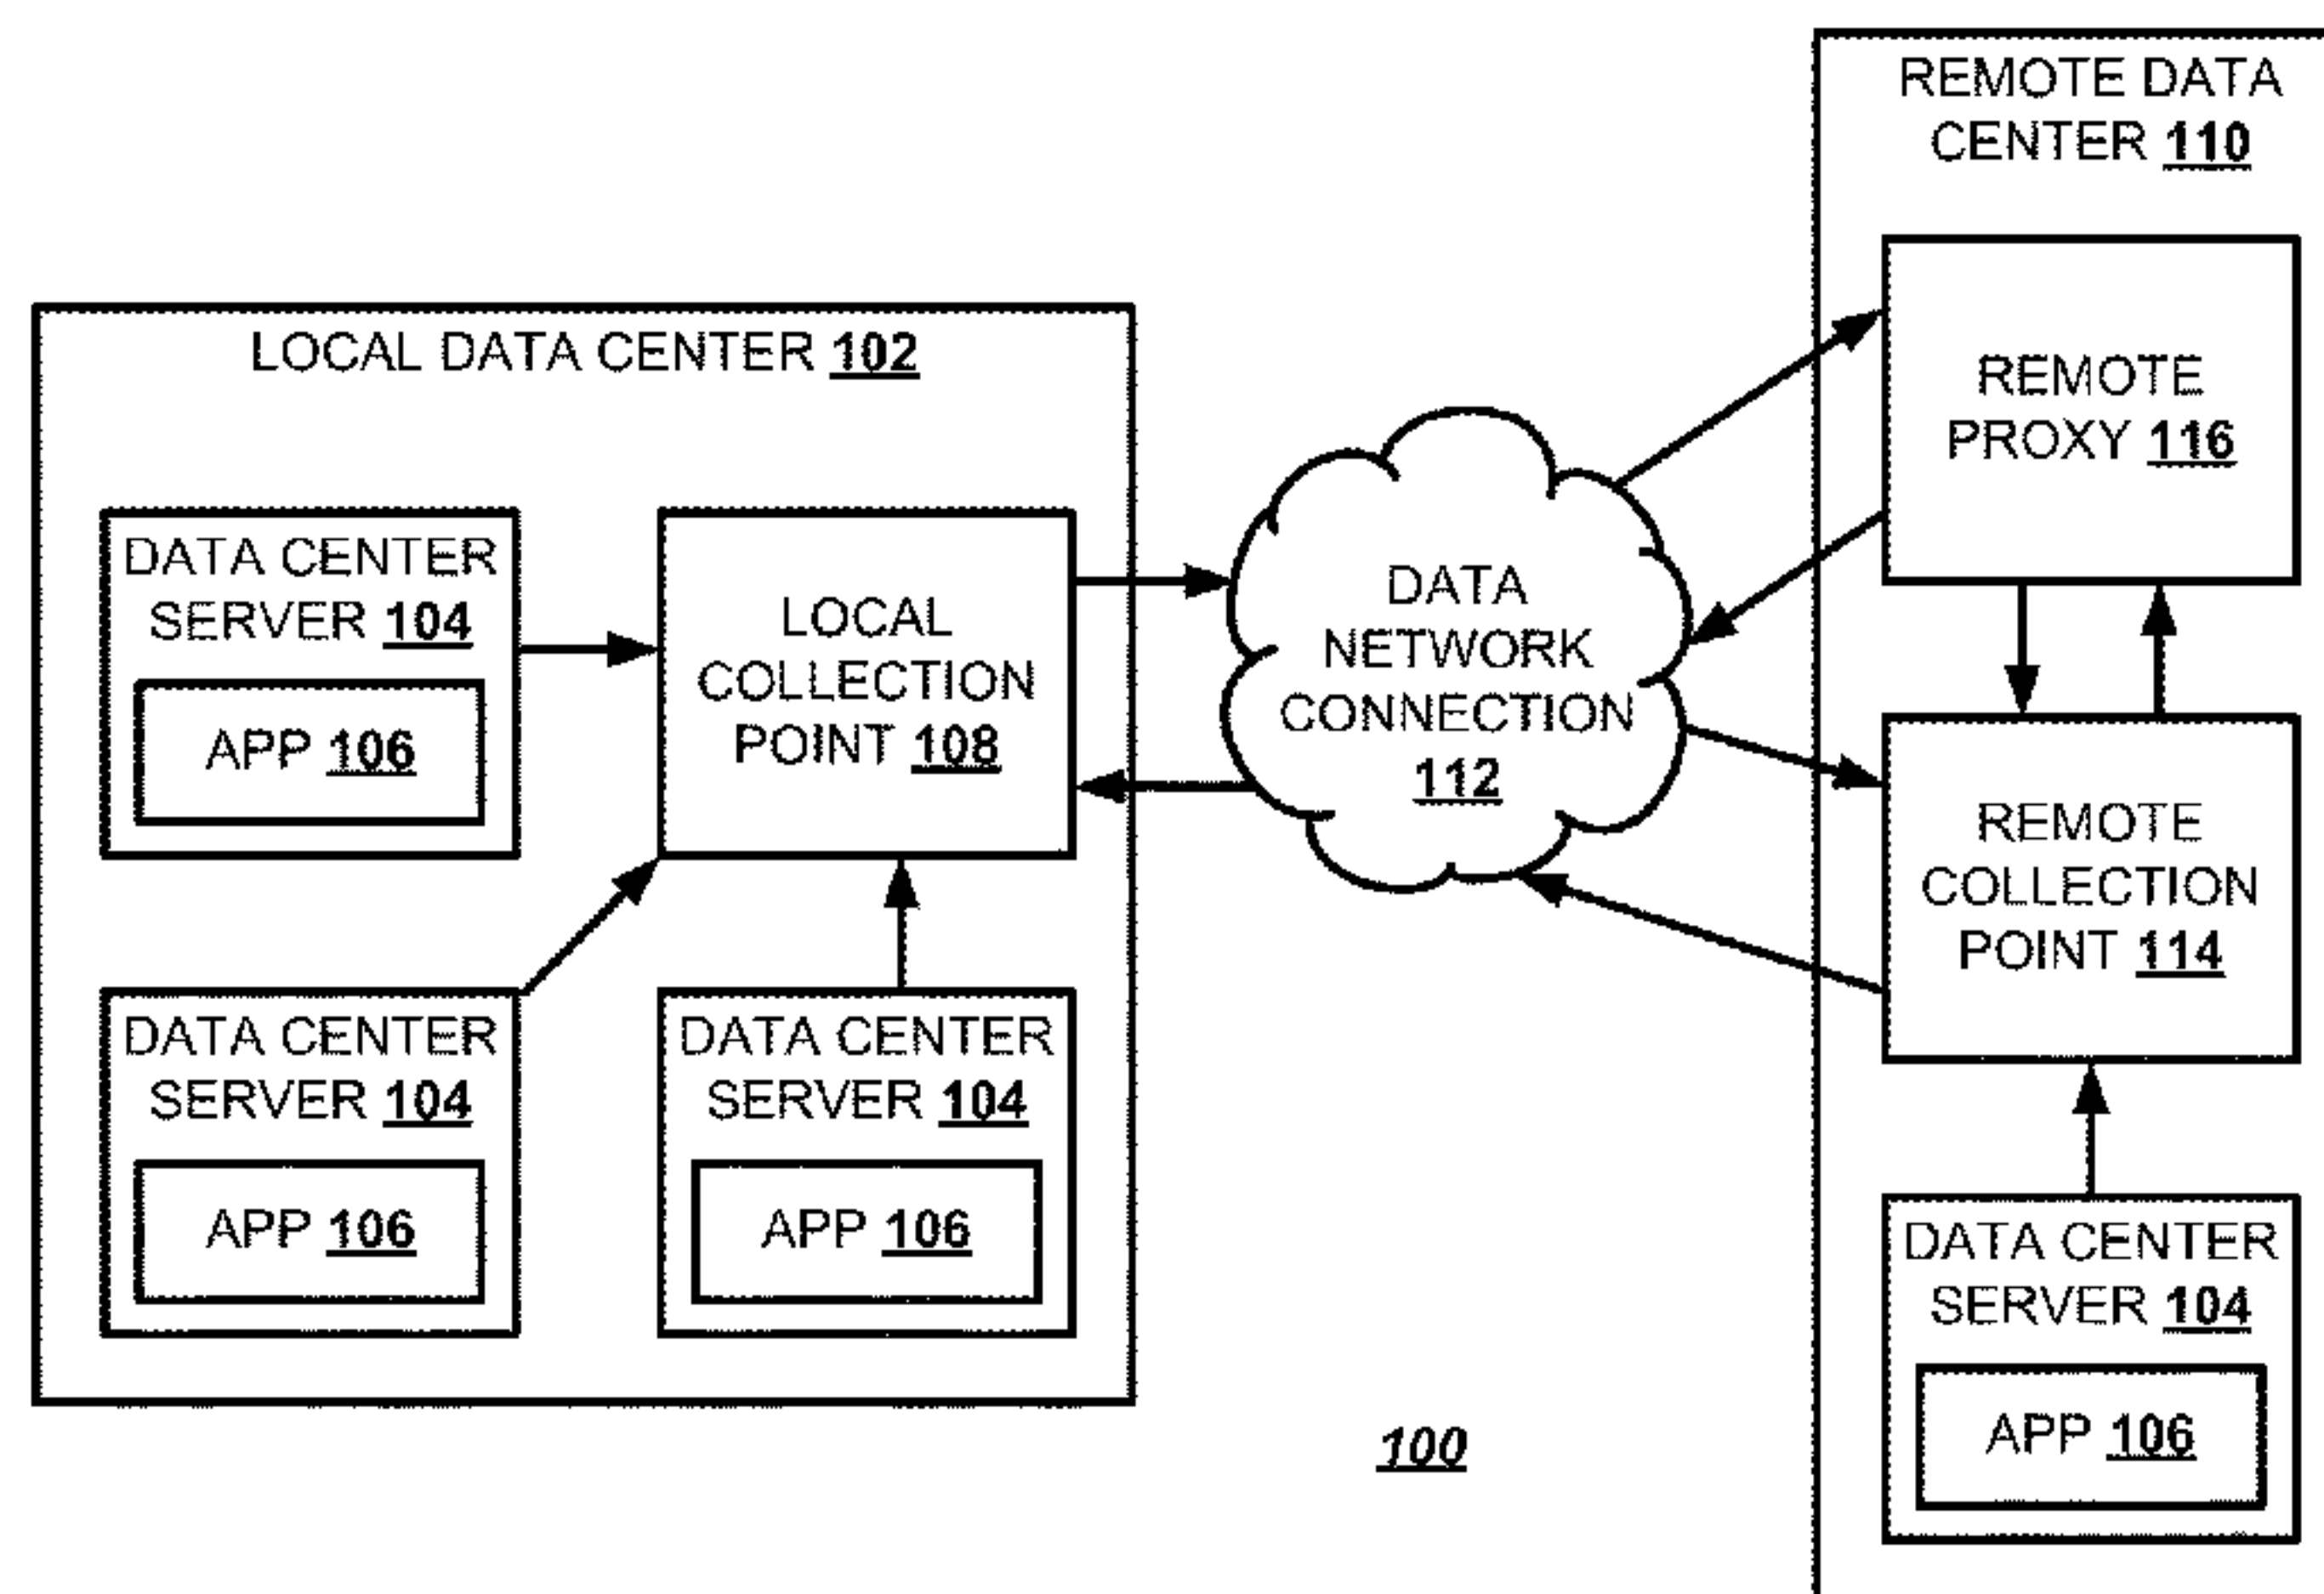 REMOTE DATA
CENTER 110
REMOTE
PROXY 116
LOCAL DATA CENTER 102
DATA CENTER
SERVER 104
APP 106
LOCAL
COLLECTION
POINT 108
DATA
NETWORK
CONNECTION
112
REMOTE
COLLECTION
POINT 114
DATA CENTER
SERVER 104
APP 106
DATA CENTER
SERVER 104
APP 106
DATA CENTER
SERVER 104
APP 106
100